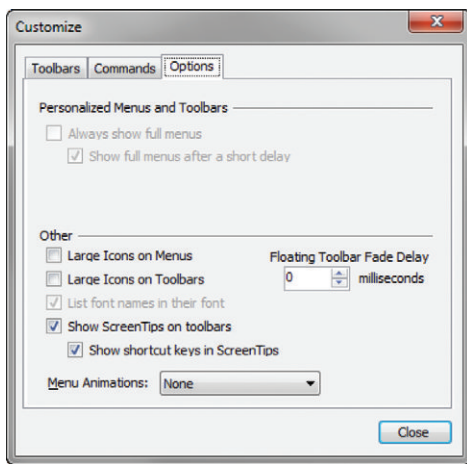 Customize
Toolbars Commands Options
Personalized Menus and Toolbars
Always show full menus
Show full menus after a short delay
Other
Large Icons on Menus
Floating Toolbar Fade Delay
Large Icons on Toolbars
0 milliseconds
List font names in their font
Show ScreenTips on toolbars
Show shortcut keys in ScreenTips
Menu Animations: None
Close